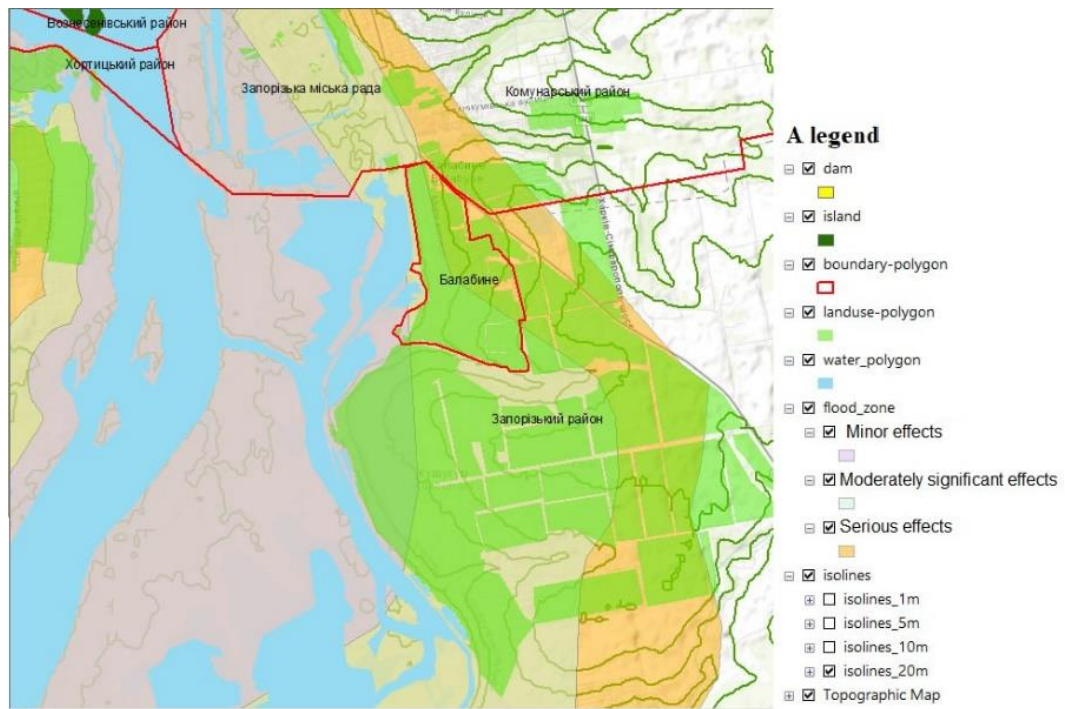 Вознесенівський район
Хортицький район
Запорізька міська рада
Комунарський район
Балабине
Запорізький район
A legend
dam
island
boundary-polygon
landuse-polygon
water_polygon
flood_zone
Minor effects
Moderately significant effects
Serious effects
isolines
isolines_1m
isolines_5m
isolines_10m
isolines_20m
Topographic Map